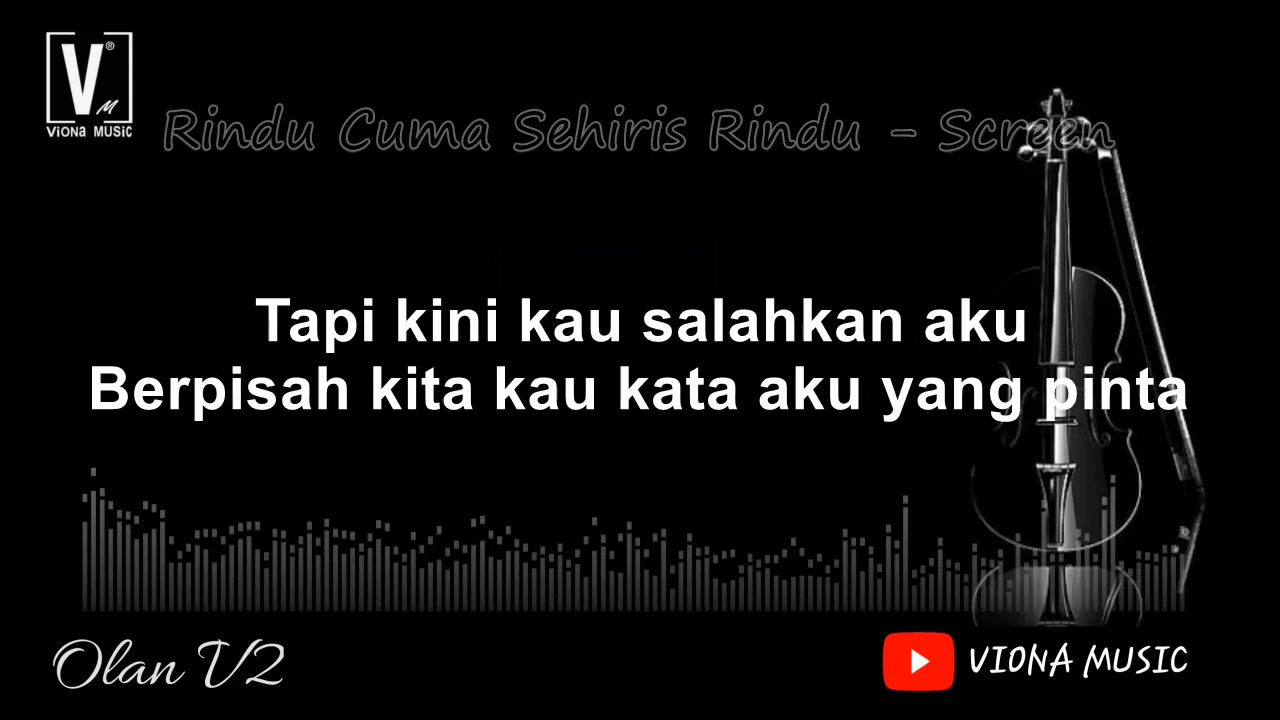 V®
M
ViONa MUSiC
Rindu Cuma Sehiris Rindu - Screen
Tapi kini kau salahkan aku
Berpisah kita kau kata aku yang pinta
Olan V2
VIONA MUSIC